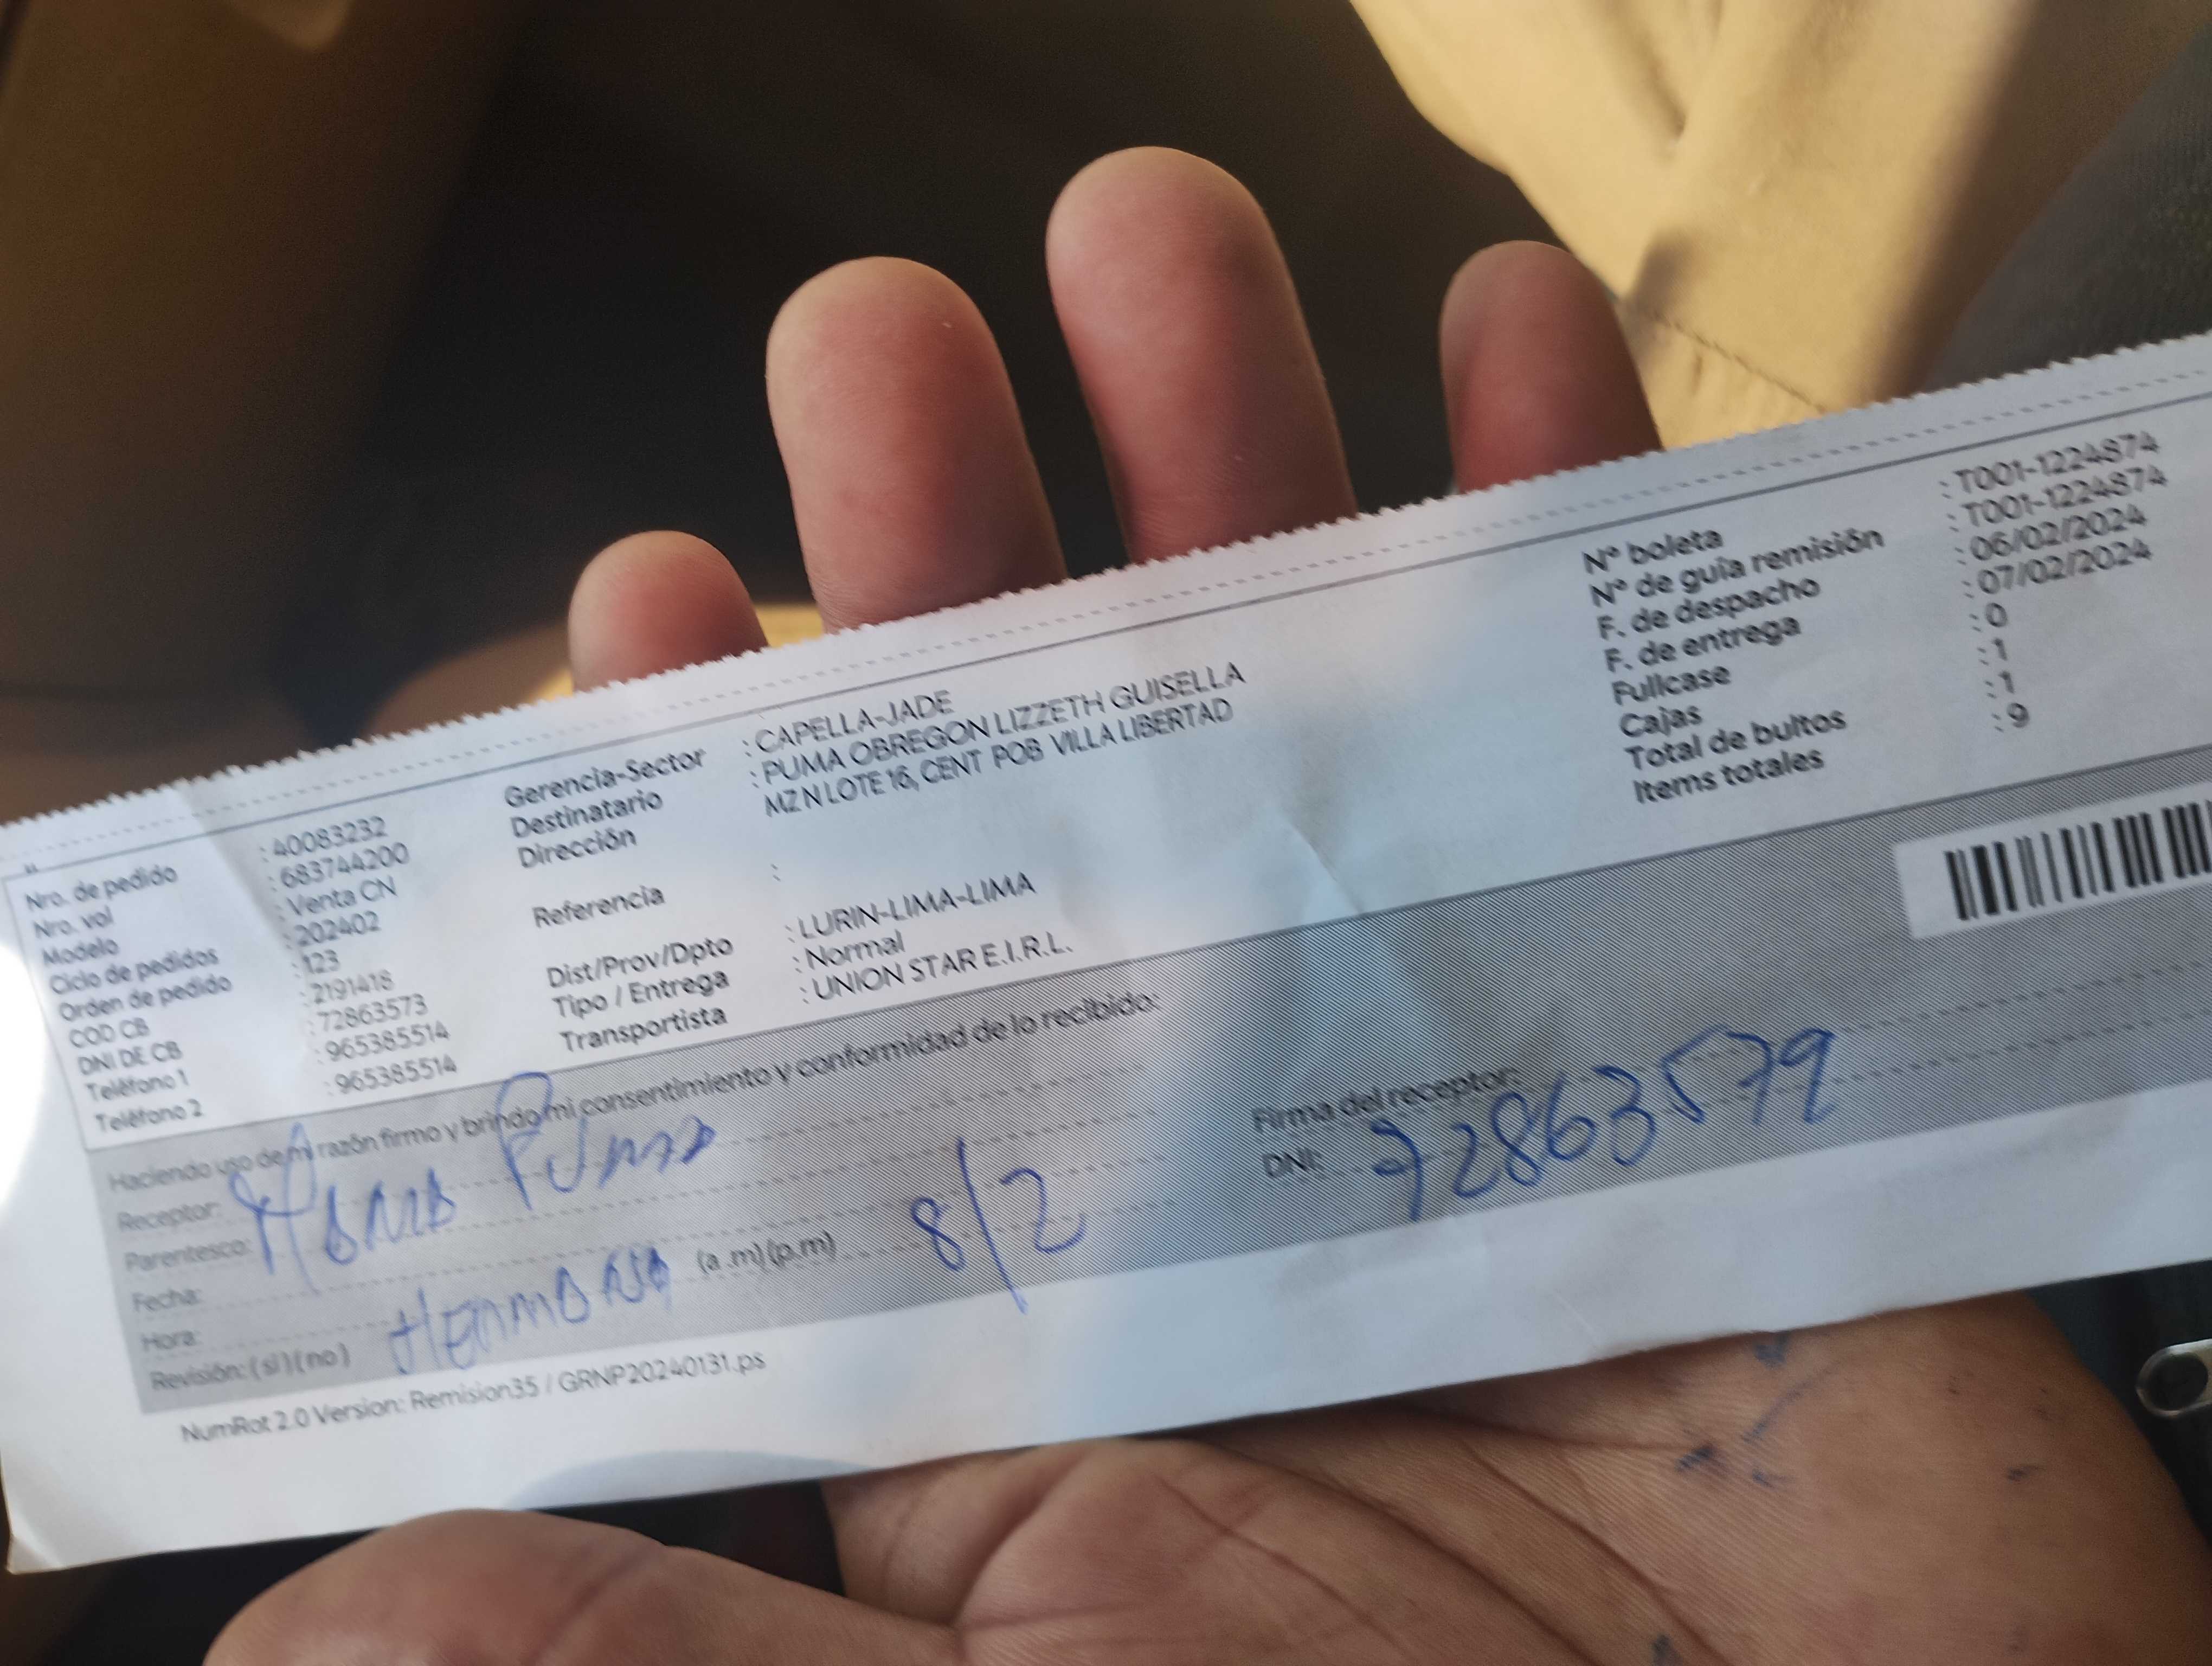 Nro. de pedido : 40083232
Nro. vol : 683744200
Modelo : Venta CN
Ciclo de pedidos : 202402
Orden de pedido : 123
COD CB : 2191418
DNI DE CB : 72863573
Teléfono 1 : 965385514
Teléfono 2 : 965385514
Gerencia-Sector : CAPELLA-JADE
Destinatario : PUMA OBREGON LIZZETH GUISELLA
Dirección MZ N LOTE 16, CENT POB VILLA LIBERTAD
Referencia :
Dist/Prov/Dpto : LURIN-LIMA-LIMA
Tipo / Entrega : Normal
Transportista : UNION STAR E.I.R.L.
N° boleta : T001-1224874
N° de guía remisión : T001-1224874
F. de despacho : 06/02/2024
F. de entrega : 07/02/2024
Fullcase : 0
Cajas : 1
Total de bultos : 1
Items totales : 9
Haciendo uso de mi razón firmo y brindo mi consentimiento y conformidad de lo recibido:
Receptor: Puma
Parentesco:
Fecha:
Hora: (a .m) (p.m) 8/2
Revisión: ( si ) ( no )
Firma del receptor:
DNI: 72863579
NumRot 2.0 Version: Remision35 / GRNP20240131.ps